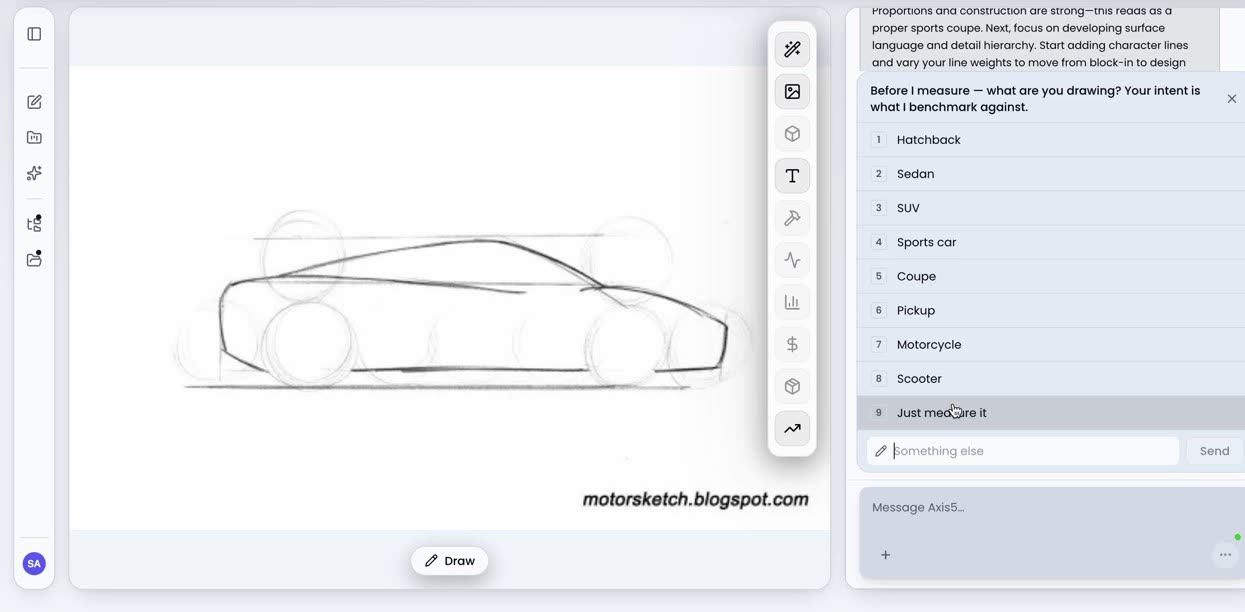 Proportions and construction are strong—this reads as a
proper sports coupe. Next, focus on developing surface
language and detail hierarchy. Start adding character lines
and vary your line weights to move from block-in to design
Before I measure — what are you drawing? Your intent is
what I benchmark against.
1 Hatchback
2 Sedan
3 SUV
4 Sports car
5 Coupe
6 Pickup
7 Motorcycle
8 Scooter
9 Just measure it
Something else
Send
Message Axis5...
motorsketch.blogspot.com
Draw
SA